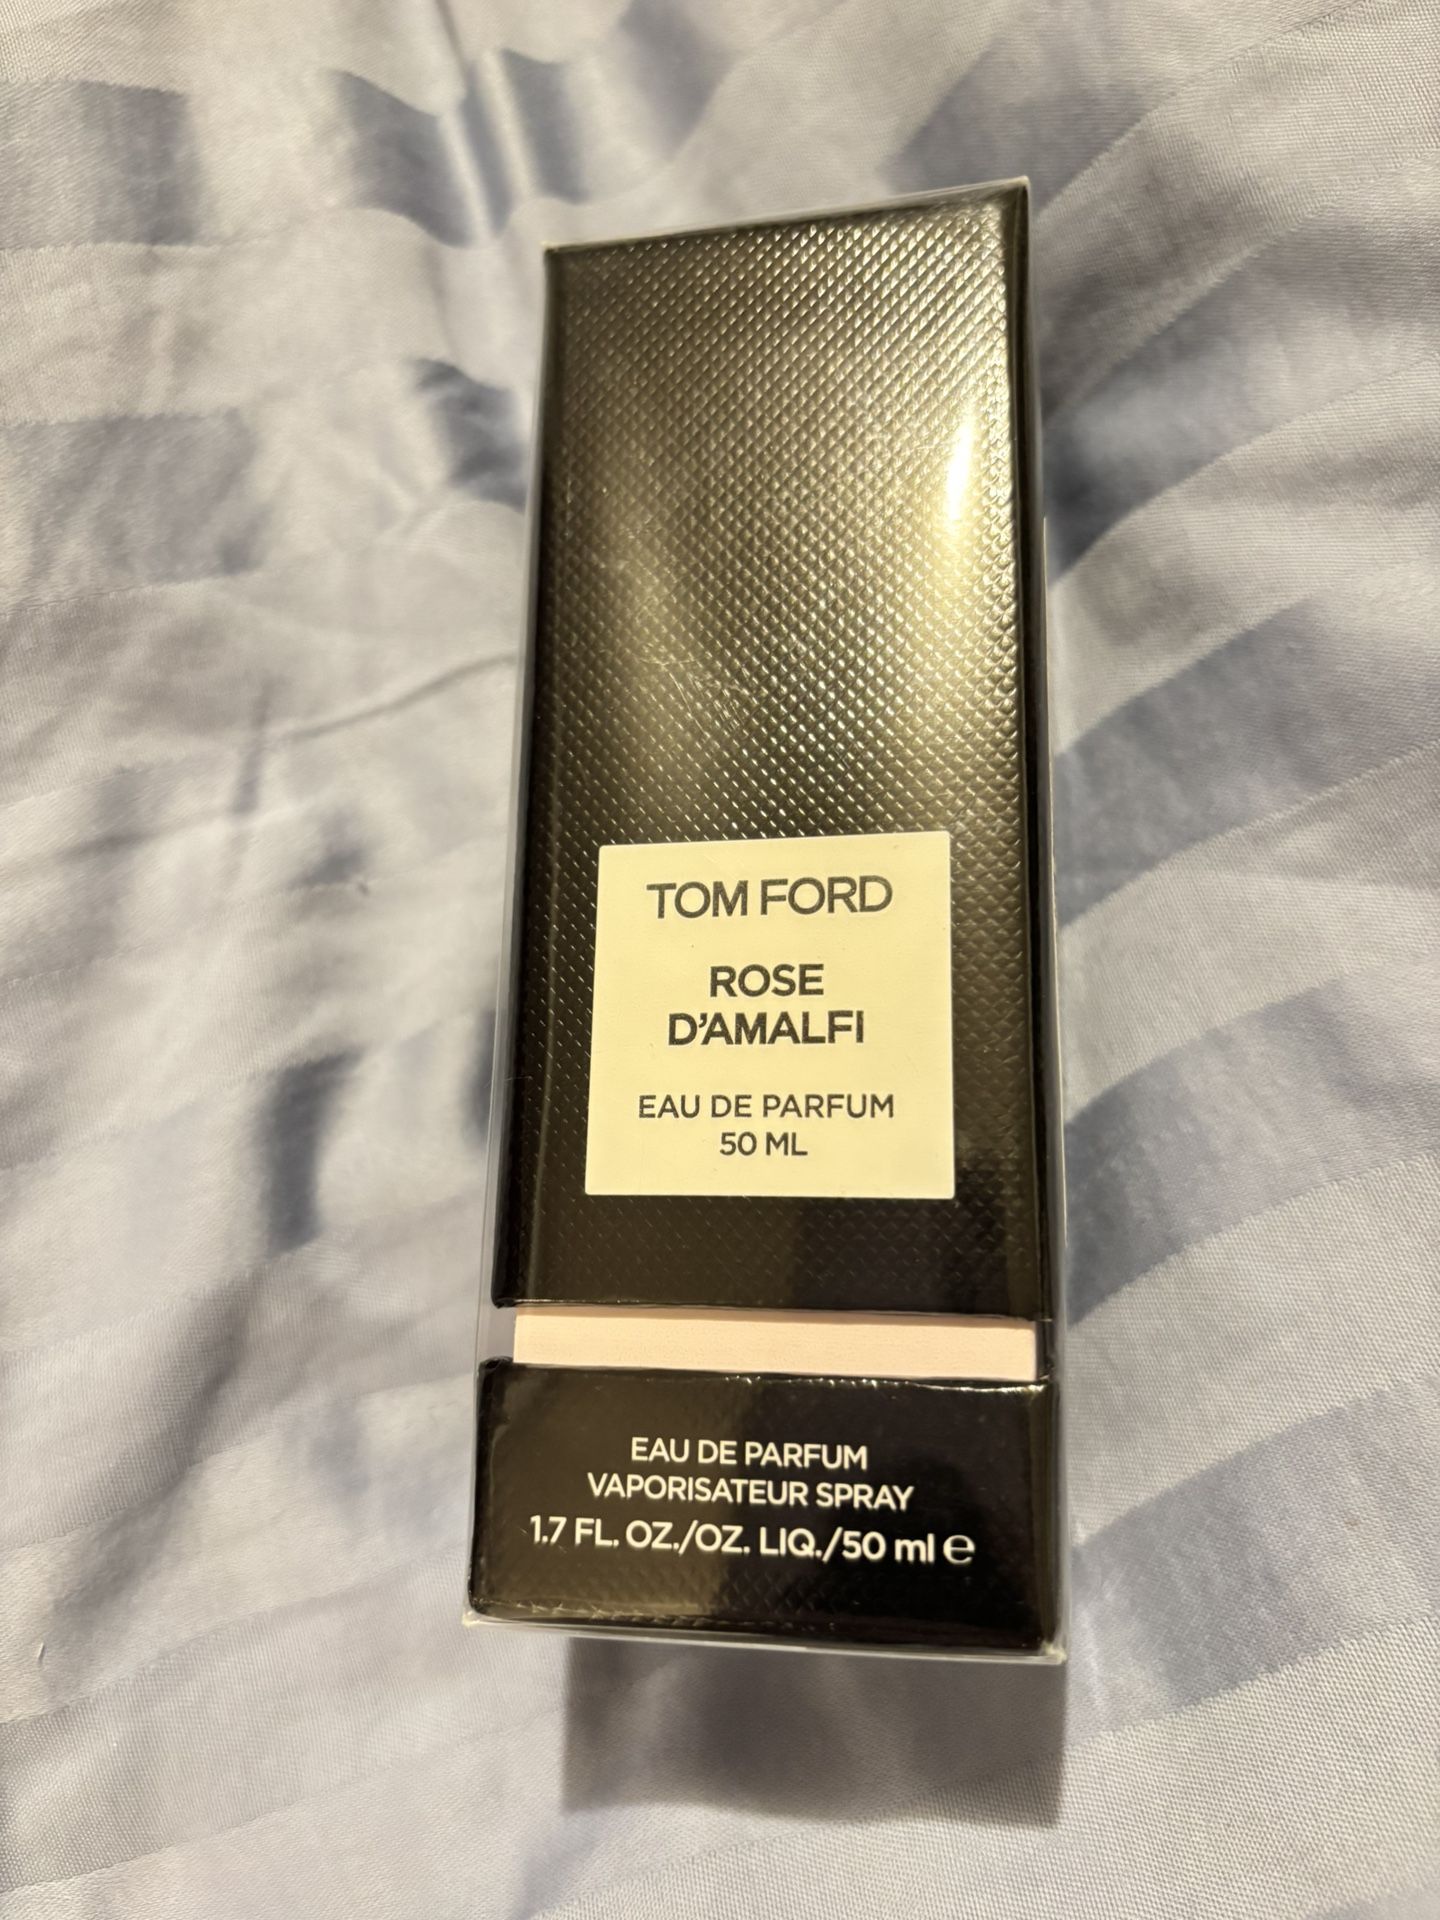 TOM FORD
ROSE
D'AMALFI
EAU DE PARFUM
50 ML
EAU DE PARFUM
VAPORISATEUR SPRAY
1.7 FL. OZ./OZ. LIQ./50 ml ℮